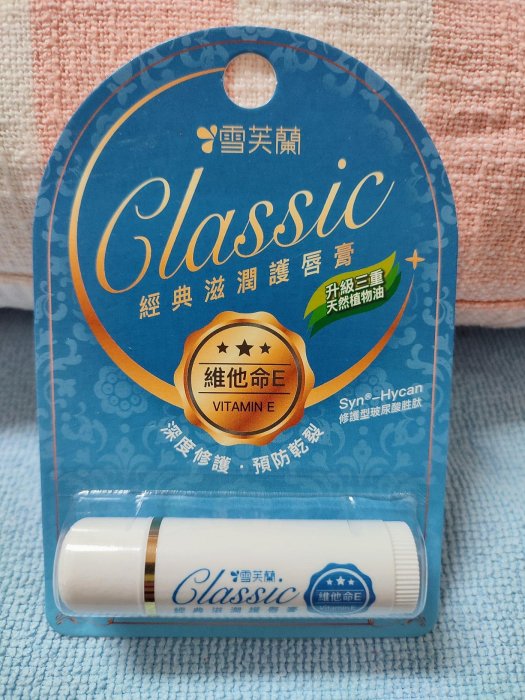 雪芙蘭
Classic
經典滋潤護唇膏
升級三重
天然植物油
維他命E
VITAMIN E
Syn®-Hycan
修護型玻尿酸胜肽
深度修護·預防乾裂
雪芙蘭
Classic
經典滋潤護唇膏
維他命E
Vitamin E